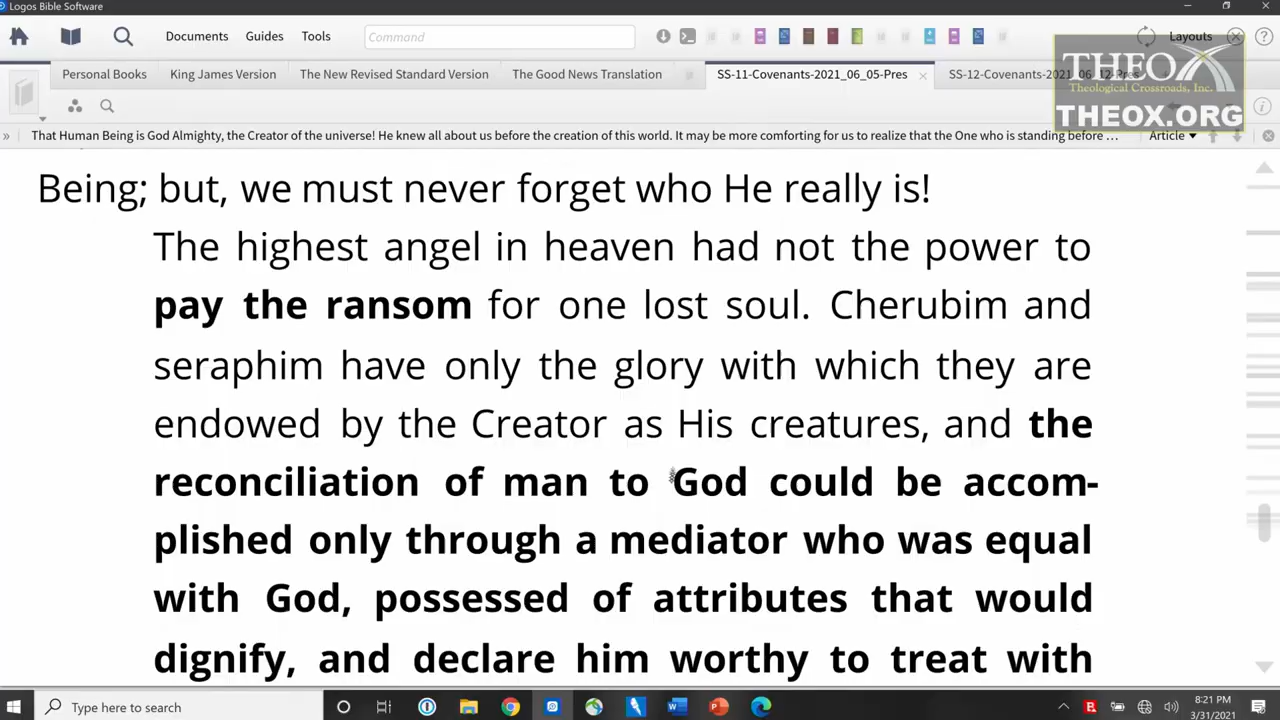 Logos Bible Software
Documents Guides Tools Command Layouts
Personal Books King James Version The New Revised Standard Version The Good News Translation SS-11-Covenants-2021_06_05-Pres SS-12-Covenants-2021_06_12-Pres
THEOX
Theological Crossroads, Inc.
THEOX.ORG
» That Human Being is God Almighty, the Creator of the universe! He knew all about us before the creation of this world. It may be more comforting for us to realize that the One who is standing before ... Article
Being; but, we must never forget who He really is!
The highest angel in heaven had not the power to
pay the ransom for one lost soul. Cherubim and
seraphim have only the glory with which they are
endowed by the Creator as His creatures, and the
reconciliation of man to God could be accom-
plished only through a mediator who was equal
with God, possessed of attributes that would
dignify, and declare him worthy to treat with
Type here to search
8:21 PM
3/31/2021